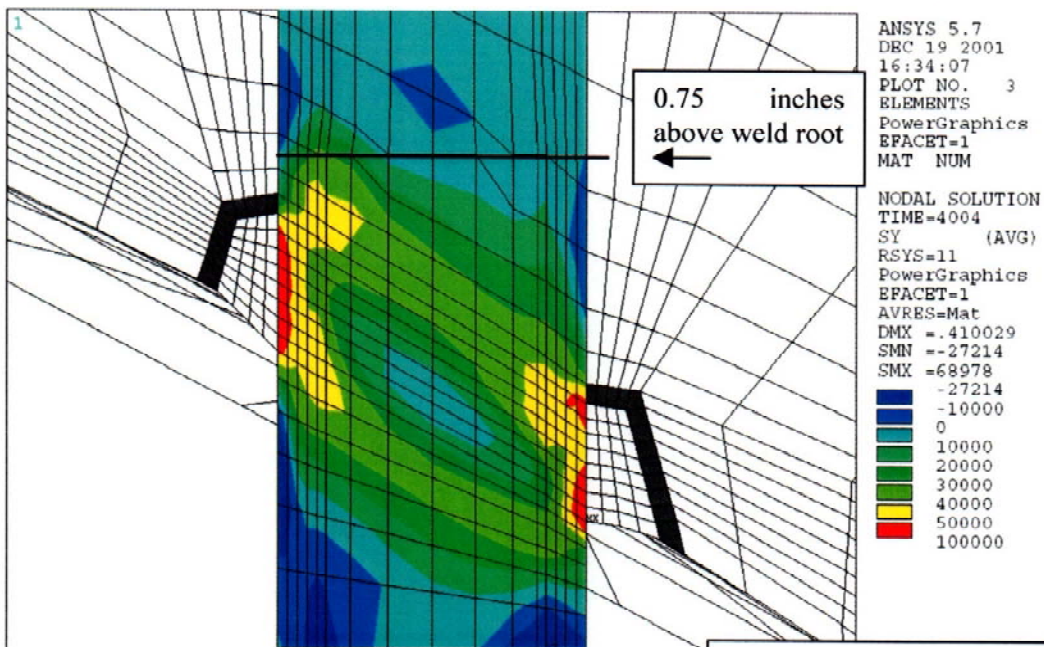 1
0.75 inches
above weld root
ANSYS 5.7
DEC 19 2001
16:34:07
PLOT NO. 3
ELEMENTS
PowerGraphics
EFACET=1
MAT NUM
NODAL SOLUTION
TIME=4004
SY (AVG)
RSYS=11
PowerGraphics
EFACET=1
AVRES=Mat
DMX =.410029
SMN =-27214
SMX =68978
-27214
-10000
0
10000
20000
30000
40000
50000
100000